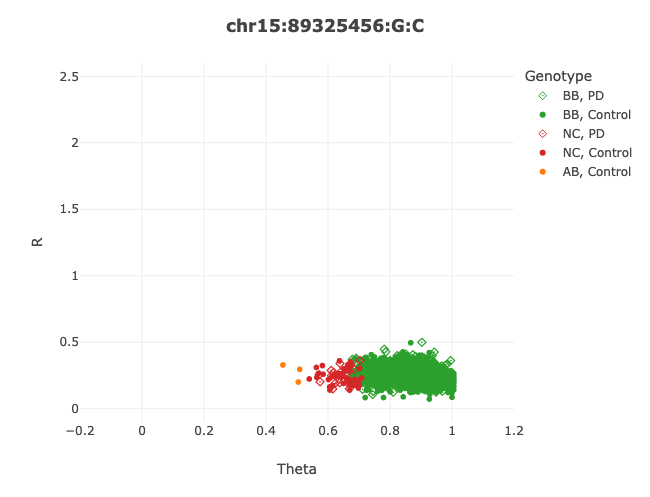 chr15:89325456:G:C
Genotype
BB, PD
BB, Control
NC, PD
NC, Control
AB, Control
2.5
2
1.5
1
0.5
0
R
−0.2
0
0.2
0.4
0.6
0.8
1
1.2
Theta